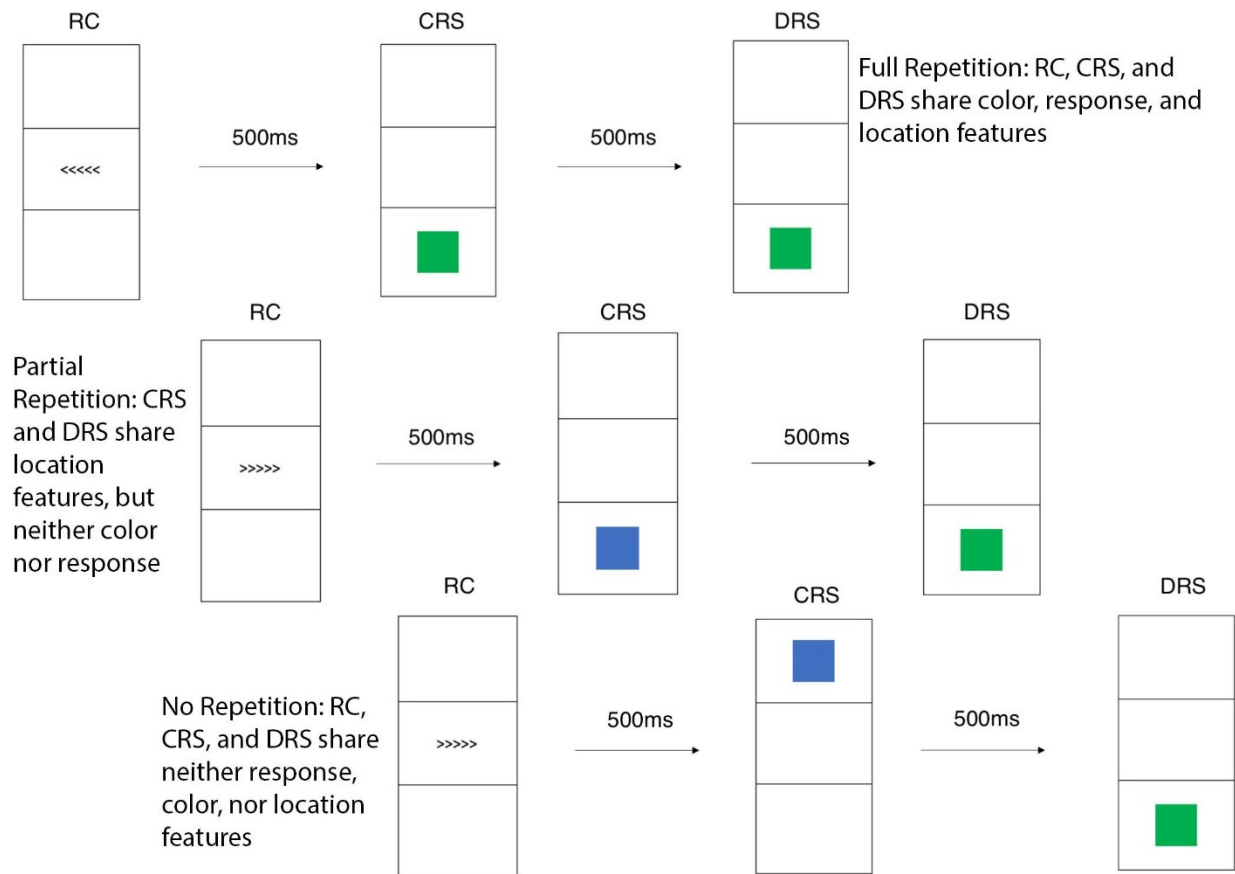 RC
CRS
DRS
<<<<<
500ms
500ms
Full Repetition: RC, CRS, and
DRS share color, response, and
location features
RC
CRS
DRS
Partial
Repetition: CRS
and DRS share
location
features, but
neither color
nor response
>>>>>
500ms
500ms
RC
CRS
DRS
No Repetition: RC,
CRS, and DRS share
neither response,
color, nor location
features
>>>>>
500ms
500ms